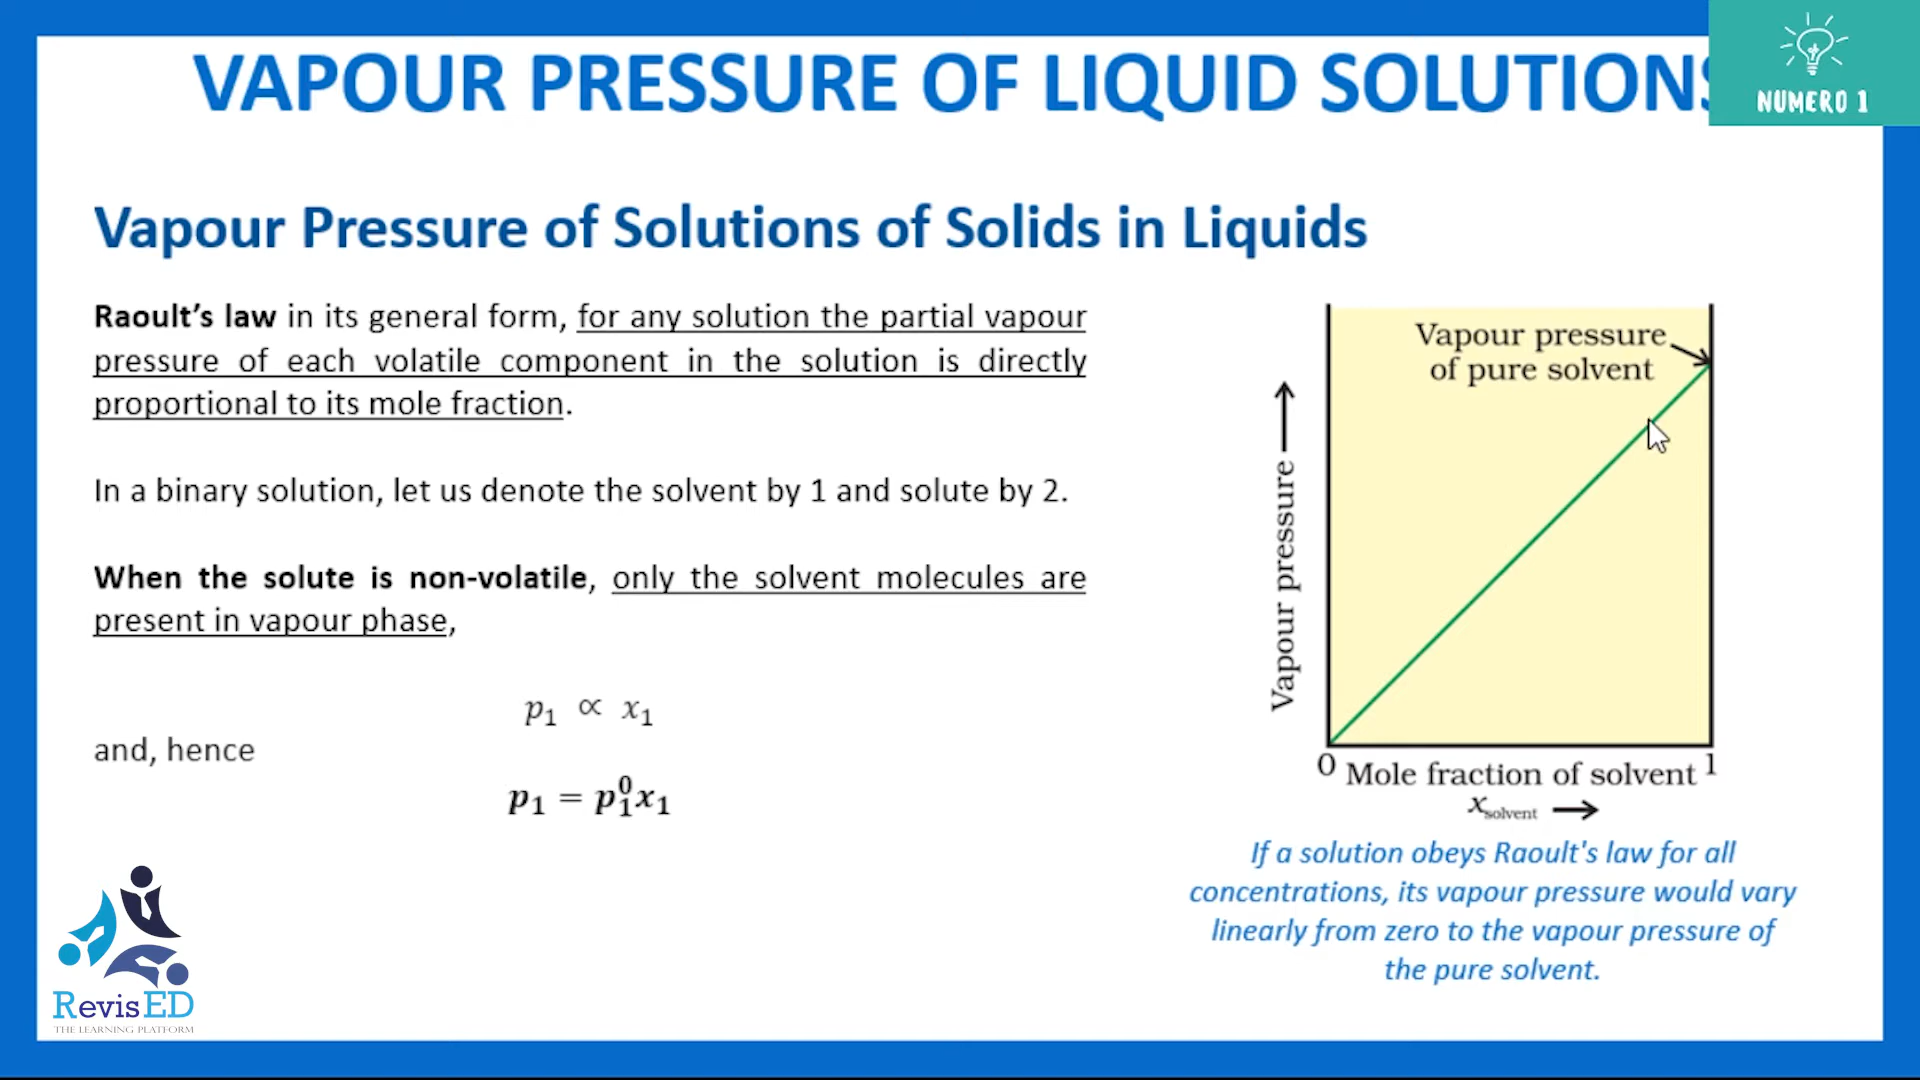 VAPOUR PRESSURE OF LIQUID SOLUTIONS
NUMERO 1
Vapour Pressure of Solutions of Solids in Liquids
Raoult's law in its general form, for any solution the partial vapour
pressure of each volatile component in the solution is directly
proportional to its mole fraction.
In a binary solution, let us denote the solvent by 1 and solute by 2.
When the solute is non-volatile, only the solvent molecules are
present in vapour phase,
p₁ ∝ x₁
and, hence
p₁ = p₁⁰x₁
Vapour pressure
of pure solvent
Vapour pressure
0 Mole fraction of solvent 1
x solvent
If a solution obeys Raoult's law for all
concentrations, its vapour pressure would vary
linearly from zero to the vapour pressure of
the pure solvent.
RevisED
THE LEARNING PLATFORM